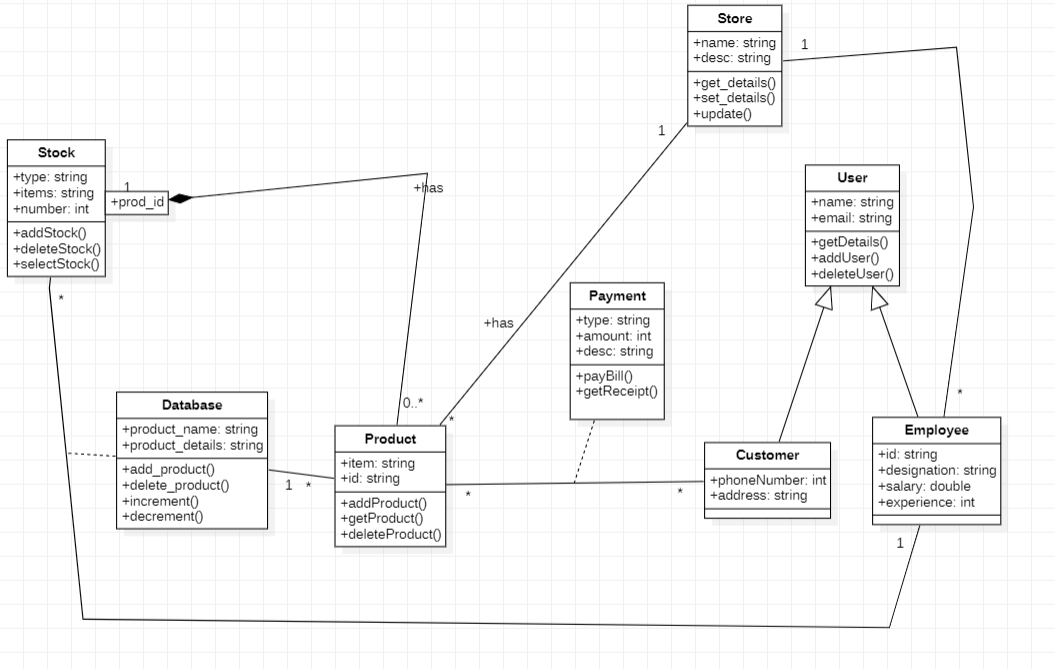 Store
+name: string
+desc: string
+get_details()
+set_details()
+update()
1
1
Stock
+type: string
+items: string
+number: int
+addStock()
+deleteStock()
+selectStock()
1
+prod_id
+has
*
User
+name: string
+email: string
+getDetails()
+addUser()
+deleteUser()
Payment
+type: string
+amount: int
+desc: string
+payBill()
+getReceipt()
+has
0..*
*
*
Database
+product_name: string
+product_details: string
+add_product()
+delete_product()
+increment()
+decrement()
1
*
Product
+item: string
+id: string
+addProduct()
+getProduct()
+deleteProduct()
*
*
Customer
+phoneNumber: int
+address: string
Employee
+id: string
+designation: string
+salary: double
+experience: int
1